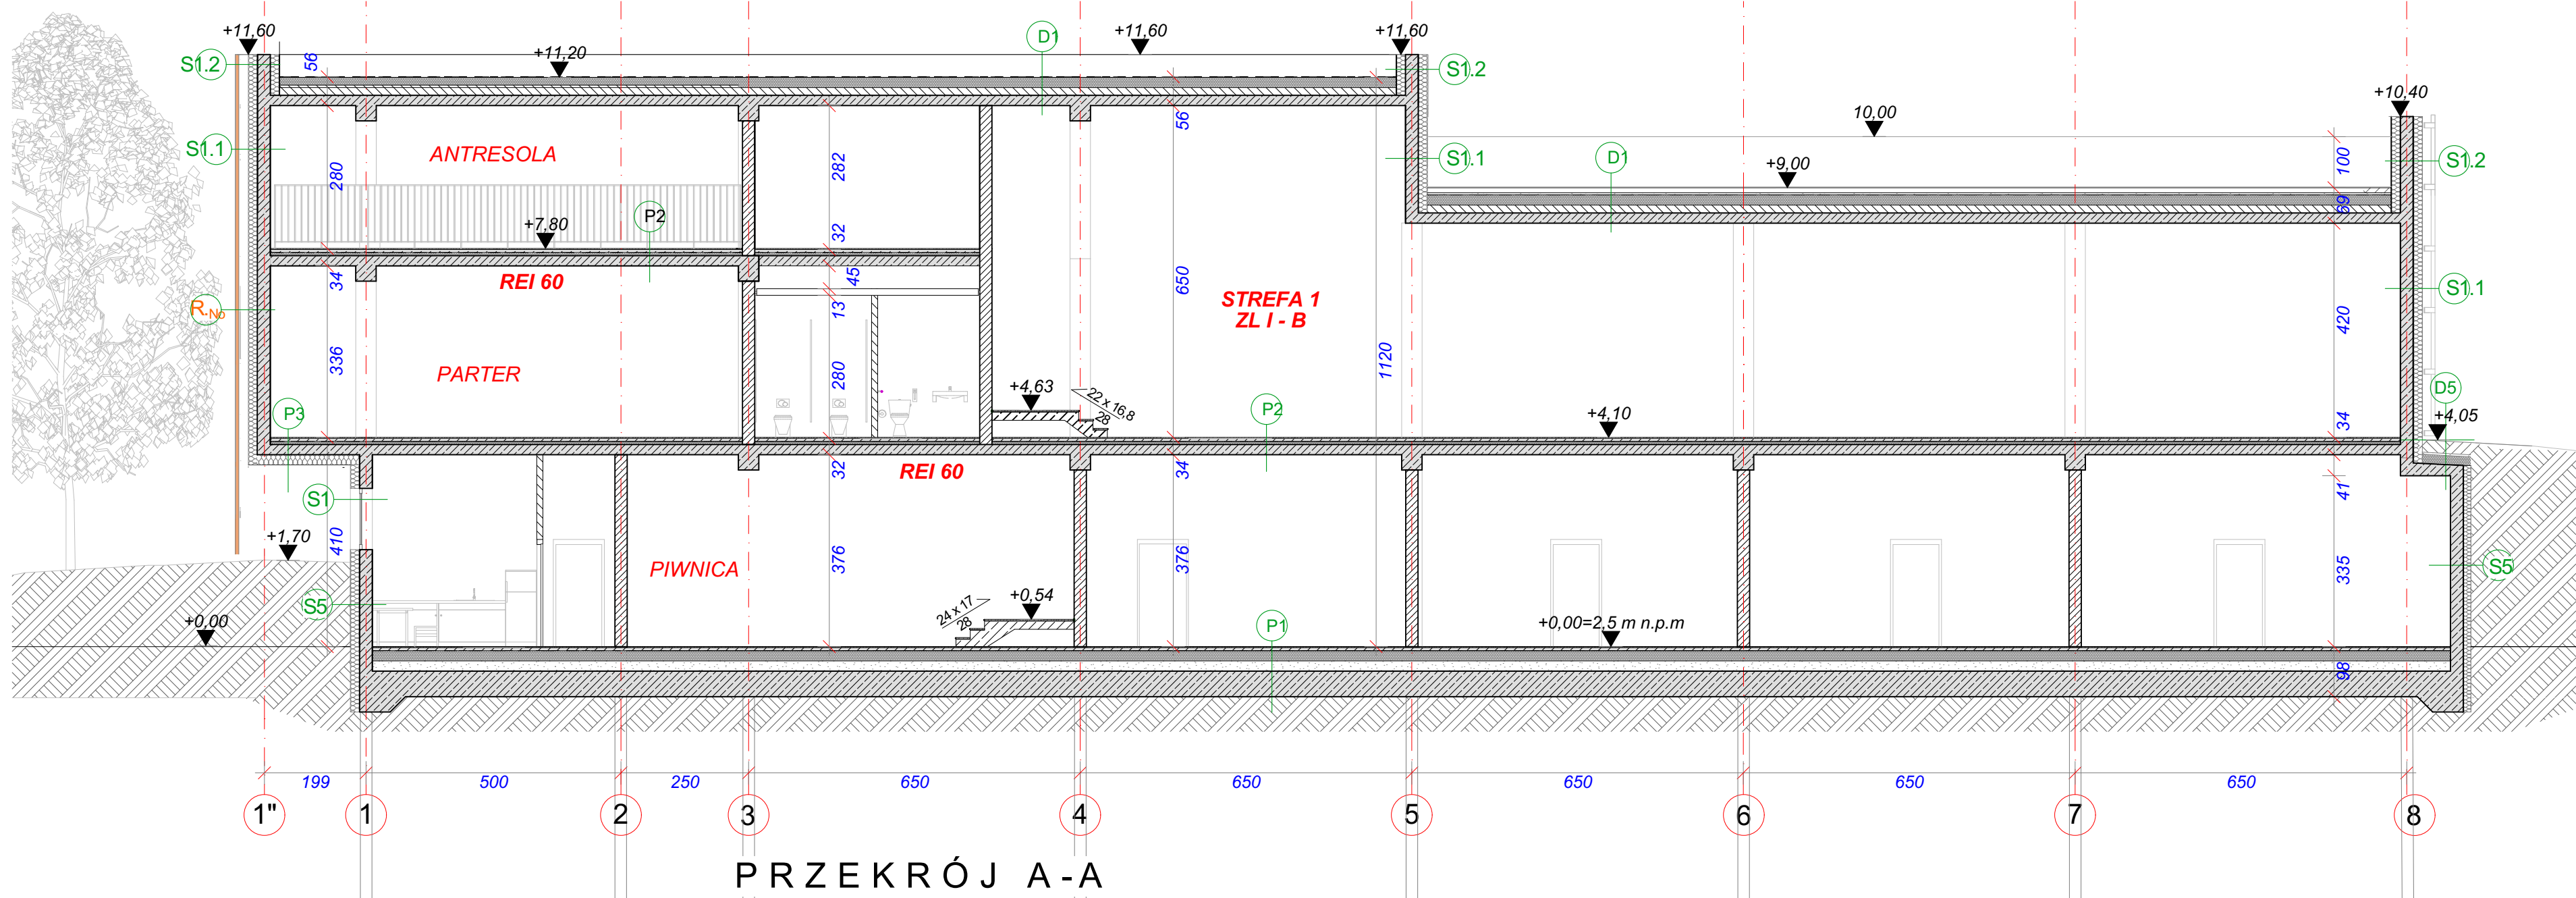 +11,60
+11,20
D1
+11,60
+11,60
S1.2
56
S1.2
+10,40
10,00
S1.1
ANTRESOLA
280
282
56
S1.1
D1
+9,00
100
S1.2
69
P2
+7,80
32
REI 60
34
45
650
STREFA 1
ZL I - B
S1.1
R.No
13
420
336
PARTER
280
1120
+4,63
22 x 16,8
28
P3
P2
+4,10
34
D5
+4,05
32
REI 60
34
41
S1
+1,70
410
PIWNICA
376
376
335
S5
S5
+0,00
24 x 17
28
+0,54
P1
+0,00=2,5 m n.p.m
98
199
500
250
650
650
650
650
650
1"
1
2
3
4
5
6
7
8
PRZEKRÓJ A-A